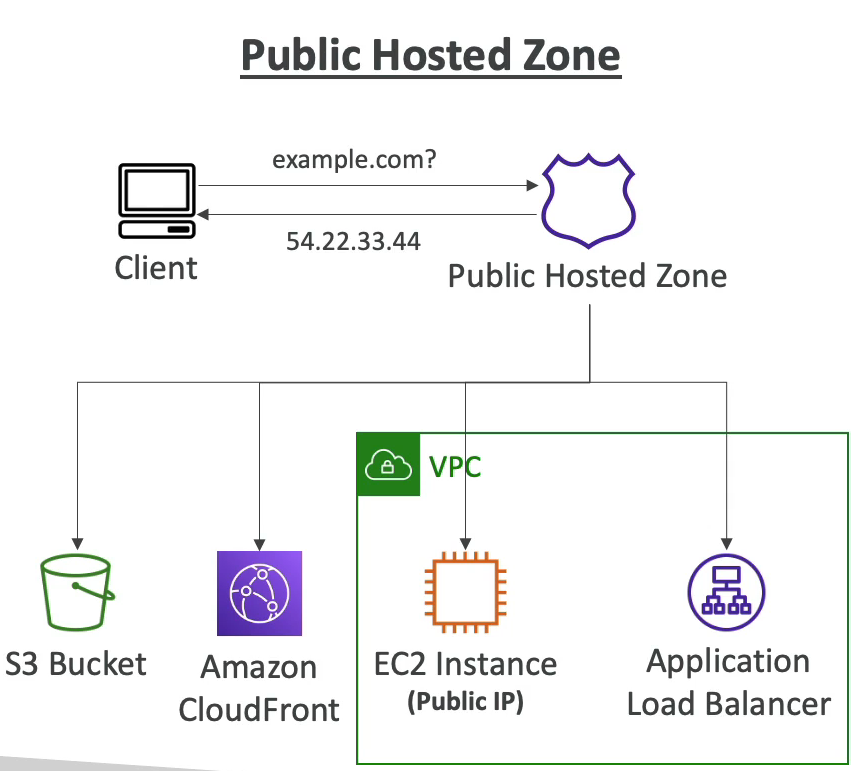 Public Hosted Zone
example.com?
54.22.33.44
Client
Public Hosted Zone
VPC
S3 Bucket
Amazon
CloudFront
EC2 Instance
(Public IP)
Application
Load Balancer